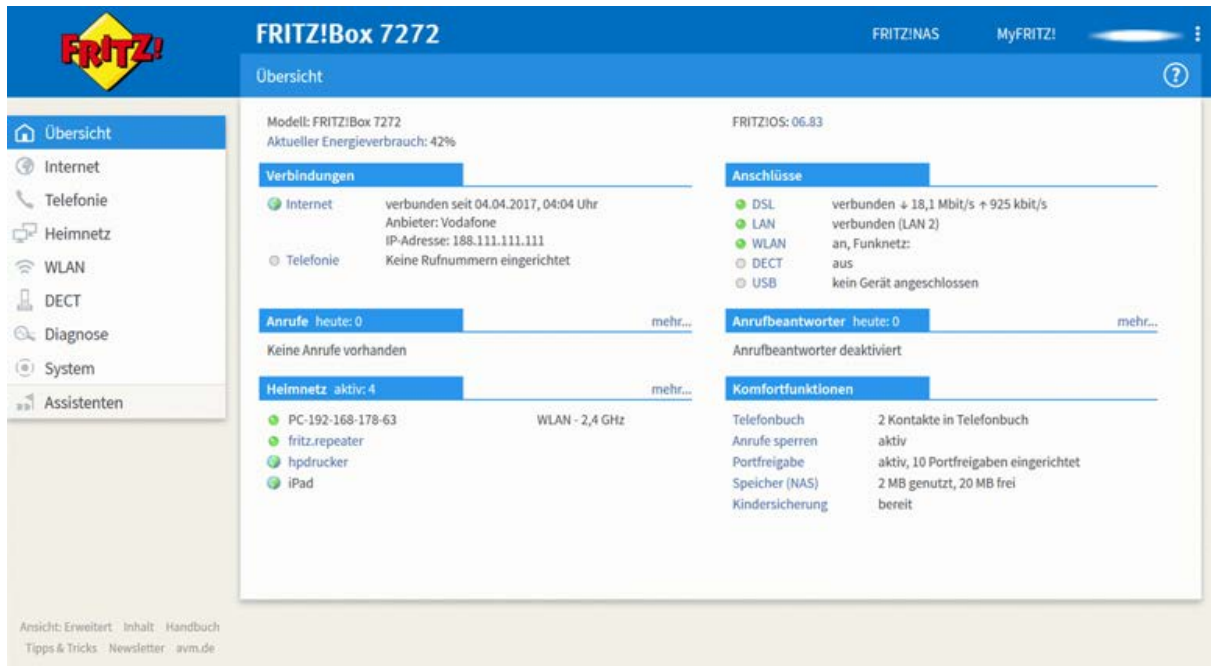 FRITZ!
FRITZ!Box 7272
FRITZ!NAS MyFRITZ!
Übersicht
Übersicht
Internet
Telefonie
Heimnetz
WLAN
DECT
Diagnose
System
Assistenten
Modell: FRITZ!Box 7272
Aktueller Energieverbrauch: 42%
FRITZ!OS: 06.83
Verbindungen
Internet verbunden seit 04.04.2017, 04:04 Uhr
Anbieter: Vodafone
IP-Adresse: 188.111.111.111
Telefonie Keine Rufnummern eingerichtet
Anschlüsse
DSL verbunden ↓ 18,1 Mbit/s ↑ 925 kbit/s
LAN verbunden (LAN 2)
WLAN an, Funknetz:
DECT aus
USB kein Gerät angeschlossen
Anrufe heute: 0 mehr...
Keine Anrufe vorhanden
Anrufbeantworter heute: 0 mehr...
Anrufbeantworter deaktiviert
Heimnetz aktiv: 4 mehr...
PC-192-168-178-63 WLAN - 2,4 GHz
fritz.repeater
hpdrucker
iPad
Komfortfunktionen
Telefonbuch 2 Kontakte in Telefonbuch
Anrufe sperren aktiv
Portfreigabe aktiv, 10 Portfreigaben eingerichtet
Speicher (NAS) 2 MB genutzt, 20 MB frei
Kindersicherung bereit
Ansicht: Erweitert Inhalt Handbuch
Tipps & Tricks Newsletter avm.de